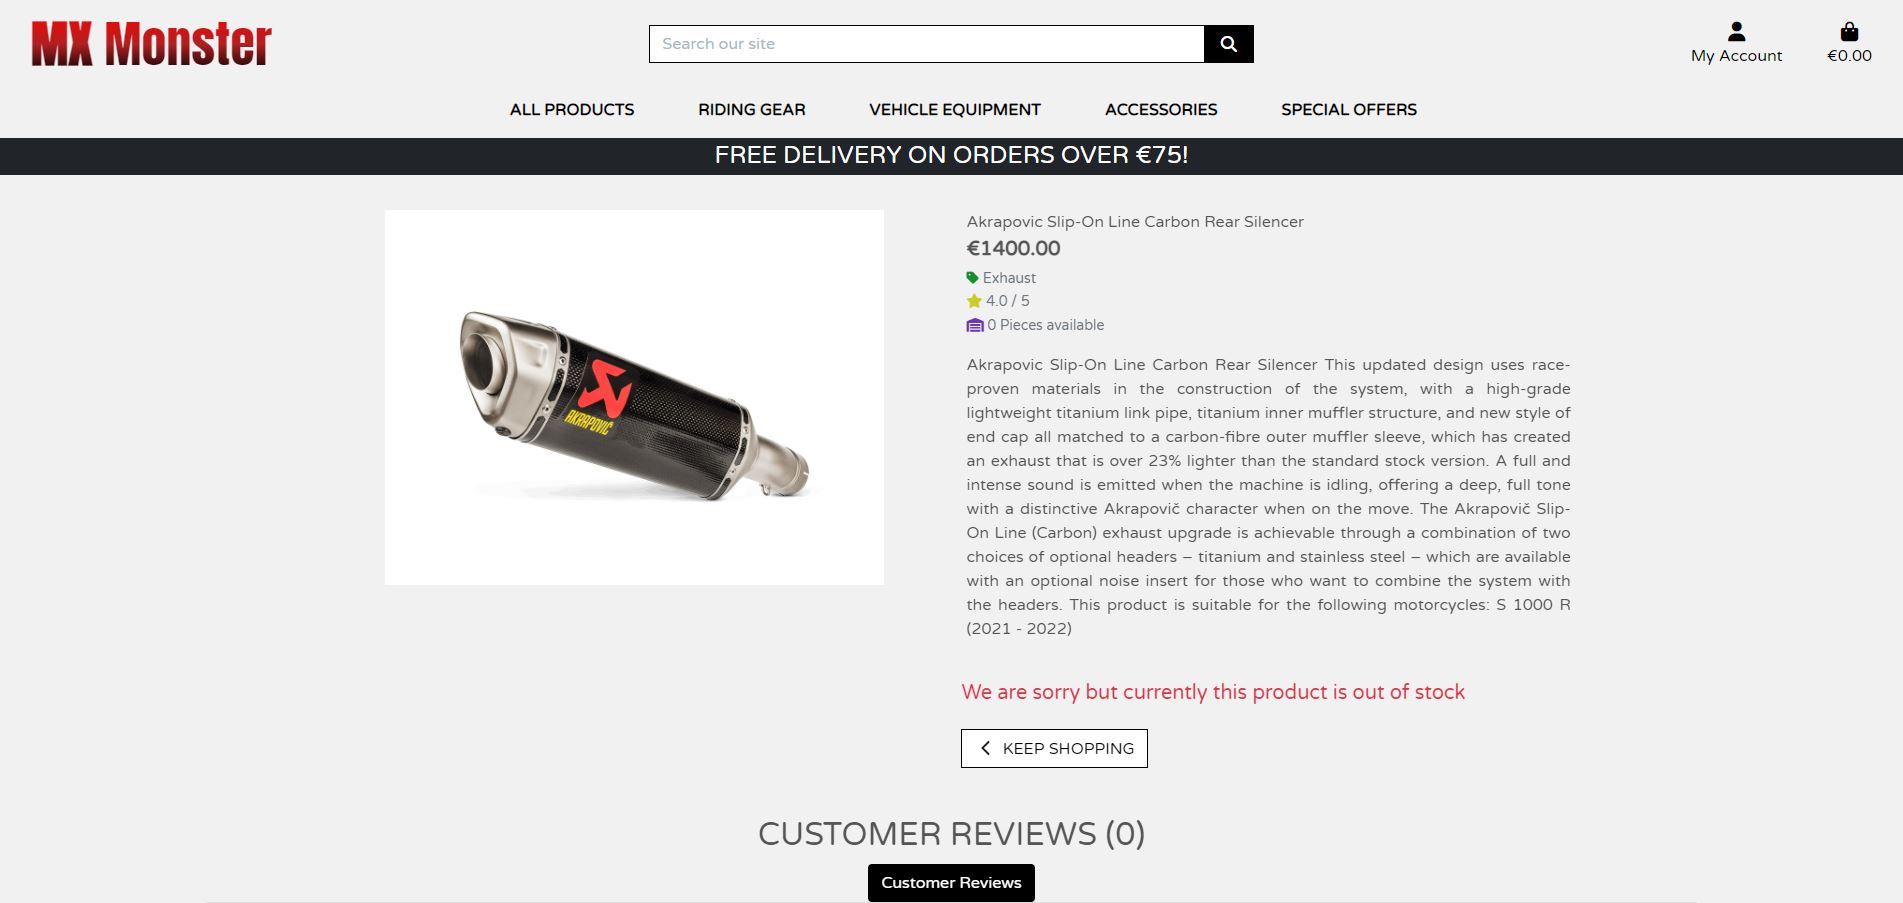 MX Monster
Search our site
My Account
€0.00
ALL PRODUCTS
RIDING GEAR
VEHICLE EQUIPMENT
ACCESSORIES
SPECIAL OFFERS
FREE DELIVERY ON ORDERS OVER €75!
AKRAPOVIČ
Akrapovic Slip-On Line Carbon Rear Silencer
€1400.00
Exhaust
4.0 / 5
0 Pieces available
Akrapovic Slip-On Line Carbon Rear Silencer This updated design uses race-
proven materials in the construction of the system, with a high-grade
lightweight titanium link pipe, titanium inner muffler structure, and new style of
end cap all matched to a carbon-fibre outer muffler sleeve, which has created
an exhaust that is over 23% lighter than the standard stock version. A full and
intense sound is emitted when the machine is idling, offering a deep, full tone
with a distinctive Akrapovič character when on the move. The Akrapovič Slip-
On Line (Carbon) exhaust upgrade is achievable through a combination of two
choices of optional headers – titanium and stainless steel – which are available
with an optional noise insert for those who want to combine the system with
the headers. This product is suitable for the following motorcycles: S 1000 R
(2021 - 2022)
We are sorry but currently this product is out of stock
KEEP SHOPPING
CUSTOMER REVIEWS (0)
Customer Reviews